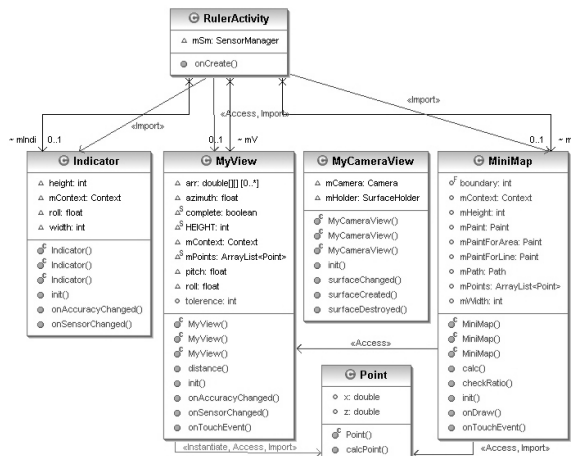 RulerActivity
mSm: SensorManager
onCreate()
«Import»
«Access, Import»
«Import»
~ mIndi 0..1
0..1 ~ mV
0..1 ~ m
Indicator
height: int
mContext: Context
roll: float
width: int
Indicator()
Indicator()
Indicator()
init()
onAccuracyChanged()
onSensorChanged()
MyView
arr: double[][] [0..*]
azimuth: float
complete: boolean
HEIGHT: int
mContext: Context
mPoints: ArrayList<Point>
pitch: float
roll: float
tolerence: int
MyView()
MyView()
MyView()
distance()
init()
onAccuracyChanged()
onSensorChanged()
onTouchEvent()
MyCameraView
mCamera: Camera
mHolder: SurfaceHolder
MyCameraView()
MyCameraView()
MyCameraView()
init()
surfaceChanged()
surfaceCreated()
surfaceDestroyed()
MiniMap
boundary: int
mContext: Context
mHeight: int
mPaint: Paint
mPaintForArea: Paint
mPaintForLine: Paint
mPath: Path
mPoints: ArrayList<Point>
mWidth: int
MiniMap()
MiniMap()
MiniMap()
calc()
checkRatio()
init()
onDraw()
onTouchEvent()
«Access»
Point
x: double
z: double
Point()
calcPoint()
«Instantiate, Access, Import»
«Access, Import»